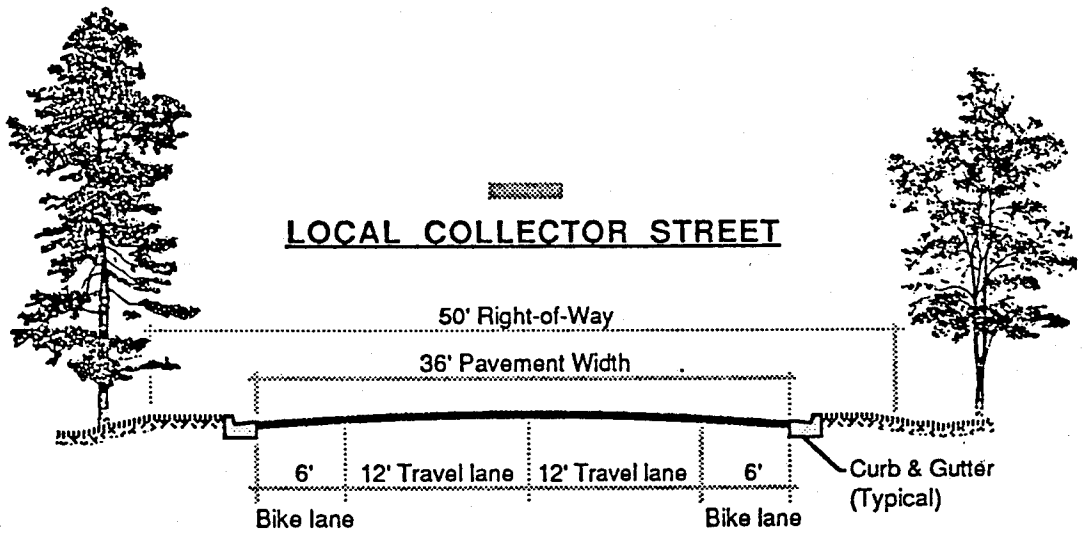 LOCAL COLLECTOR STREET
50' Right-of-Way
36' Pavement Width
6' 12' Travel lane 12' Travel lane 6'
Bike lane Bike lane
Curb & Gutter
(Typical)